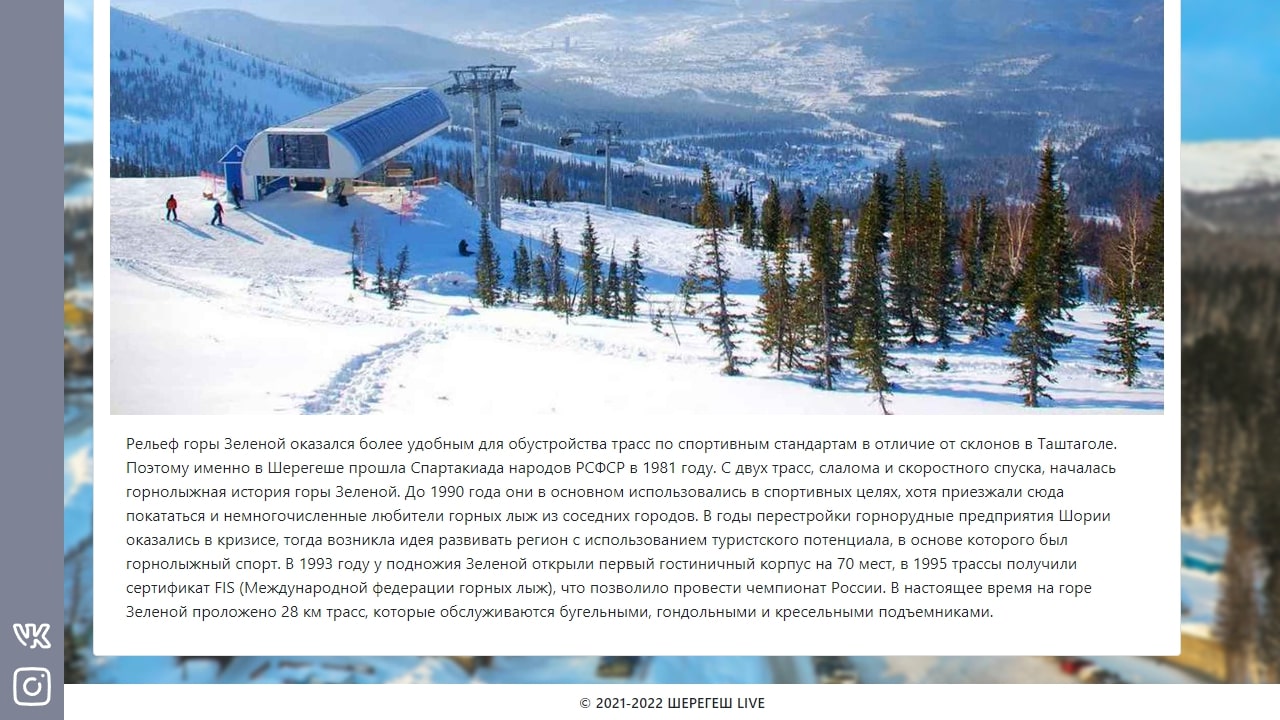 Рельеф горы Зеленой оказался более удобным для обустройства трасс по спортивным стандартам в отличие от склонов в Таштаголе.
Поэтому именно в Шерегеше прошла Спартакиада народов РСФСР в 1981 году. С двух трасс, слалома и скоростного спуска, началась
горнолыжная история горы Зеленой. До 1990 года они в основном использовались в спортивных целях, хотя приезжали сюда
покататься и немногочисленные любители горных лыж из соседних городов. В годы перестройки горнорудные предприятия Шории
оказались в кризисе, тогда возникла идея развивать регион с использованием туристского потенциала, в основе которого был
горнолыжный спорт. В 1993 году у подножия Зеленой открыли первый гостиничный корпус на 70 мест, в 1995 трассы получили
сертификат FIS (Международной федерации горных лыж), что позволило провести чемпионат России. В настоящее время на горе
Зеленой проложено 28 км трасс, которые обслуживаются бугельными, гондольными и кресельными подъемниками.
© 2021-2022 ШЕРЕГЕШ LIVE